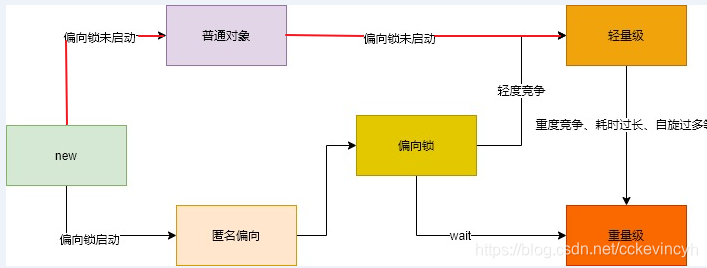 偏向锁未启动
普通对象
偏向锁未启动
轻量级
轻度竞争
重度竞争、耗时过长、自旋过多等
new
偏向锁
偏向锁启动
匿名偏向
wait
重量级
https://blog.csdn.net/cckevincyh